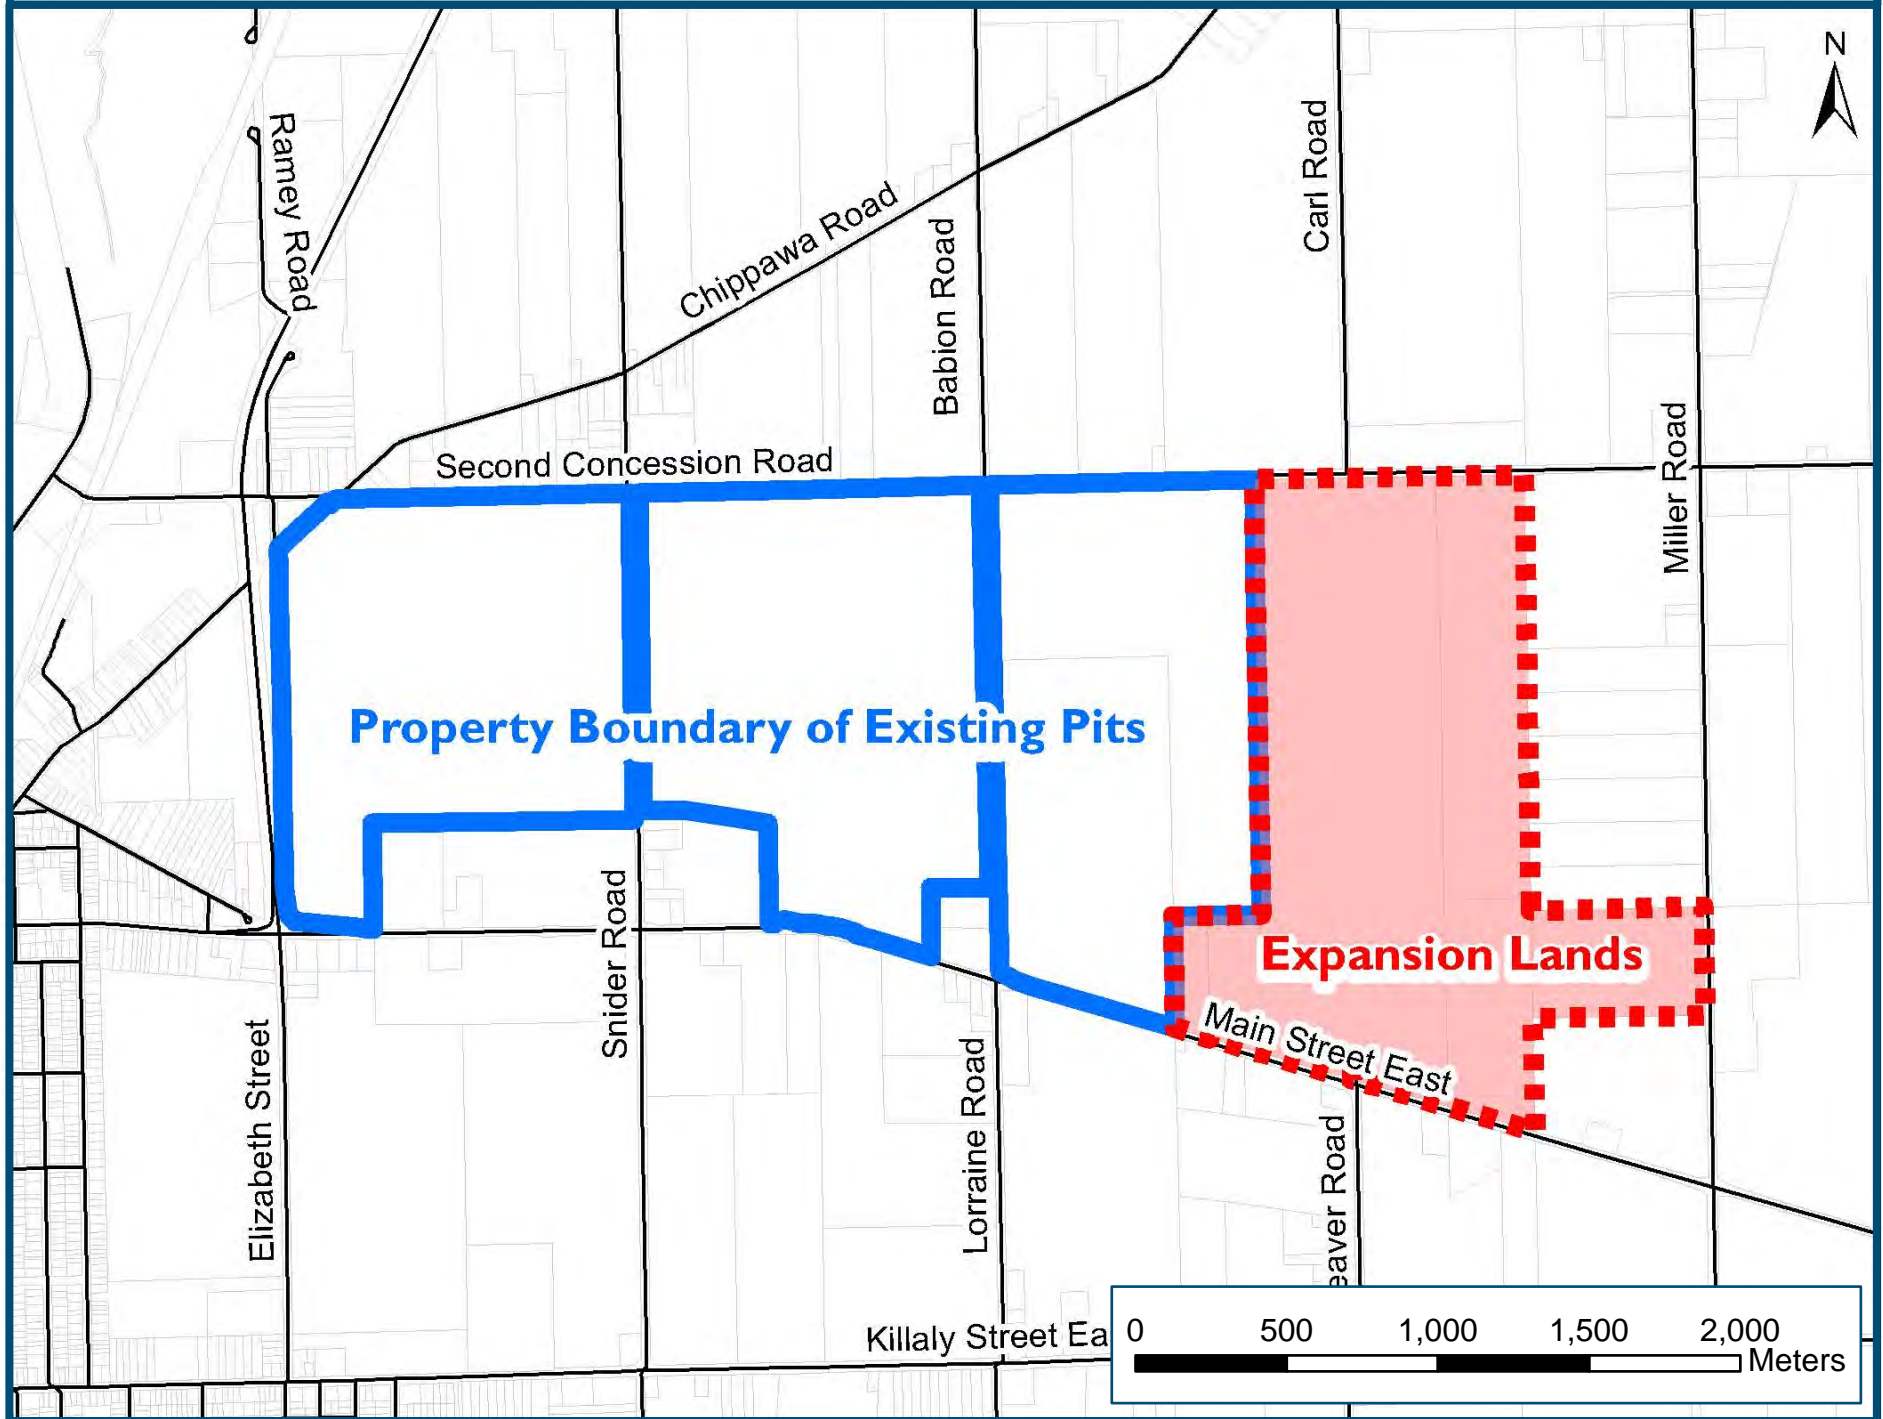 N
Ramey Road
Carl Road
Chippawa Road
Babion Road
Second Concession Road
Miller Road
Property Boundary of Existing Pits
Expansion Lands
Snider Road
Main Street East
Elizabeth Street
Lorraine Road
eaver Road
Killaly Street Ea
0 500 1,000 1,500 2,000
Meters